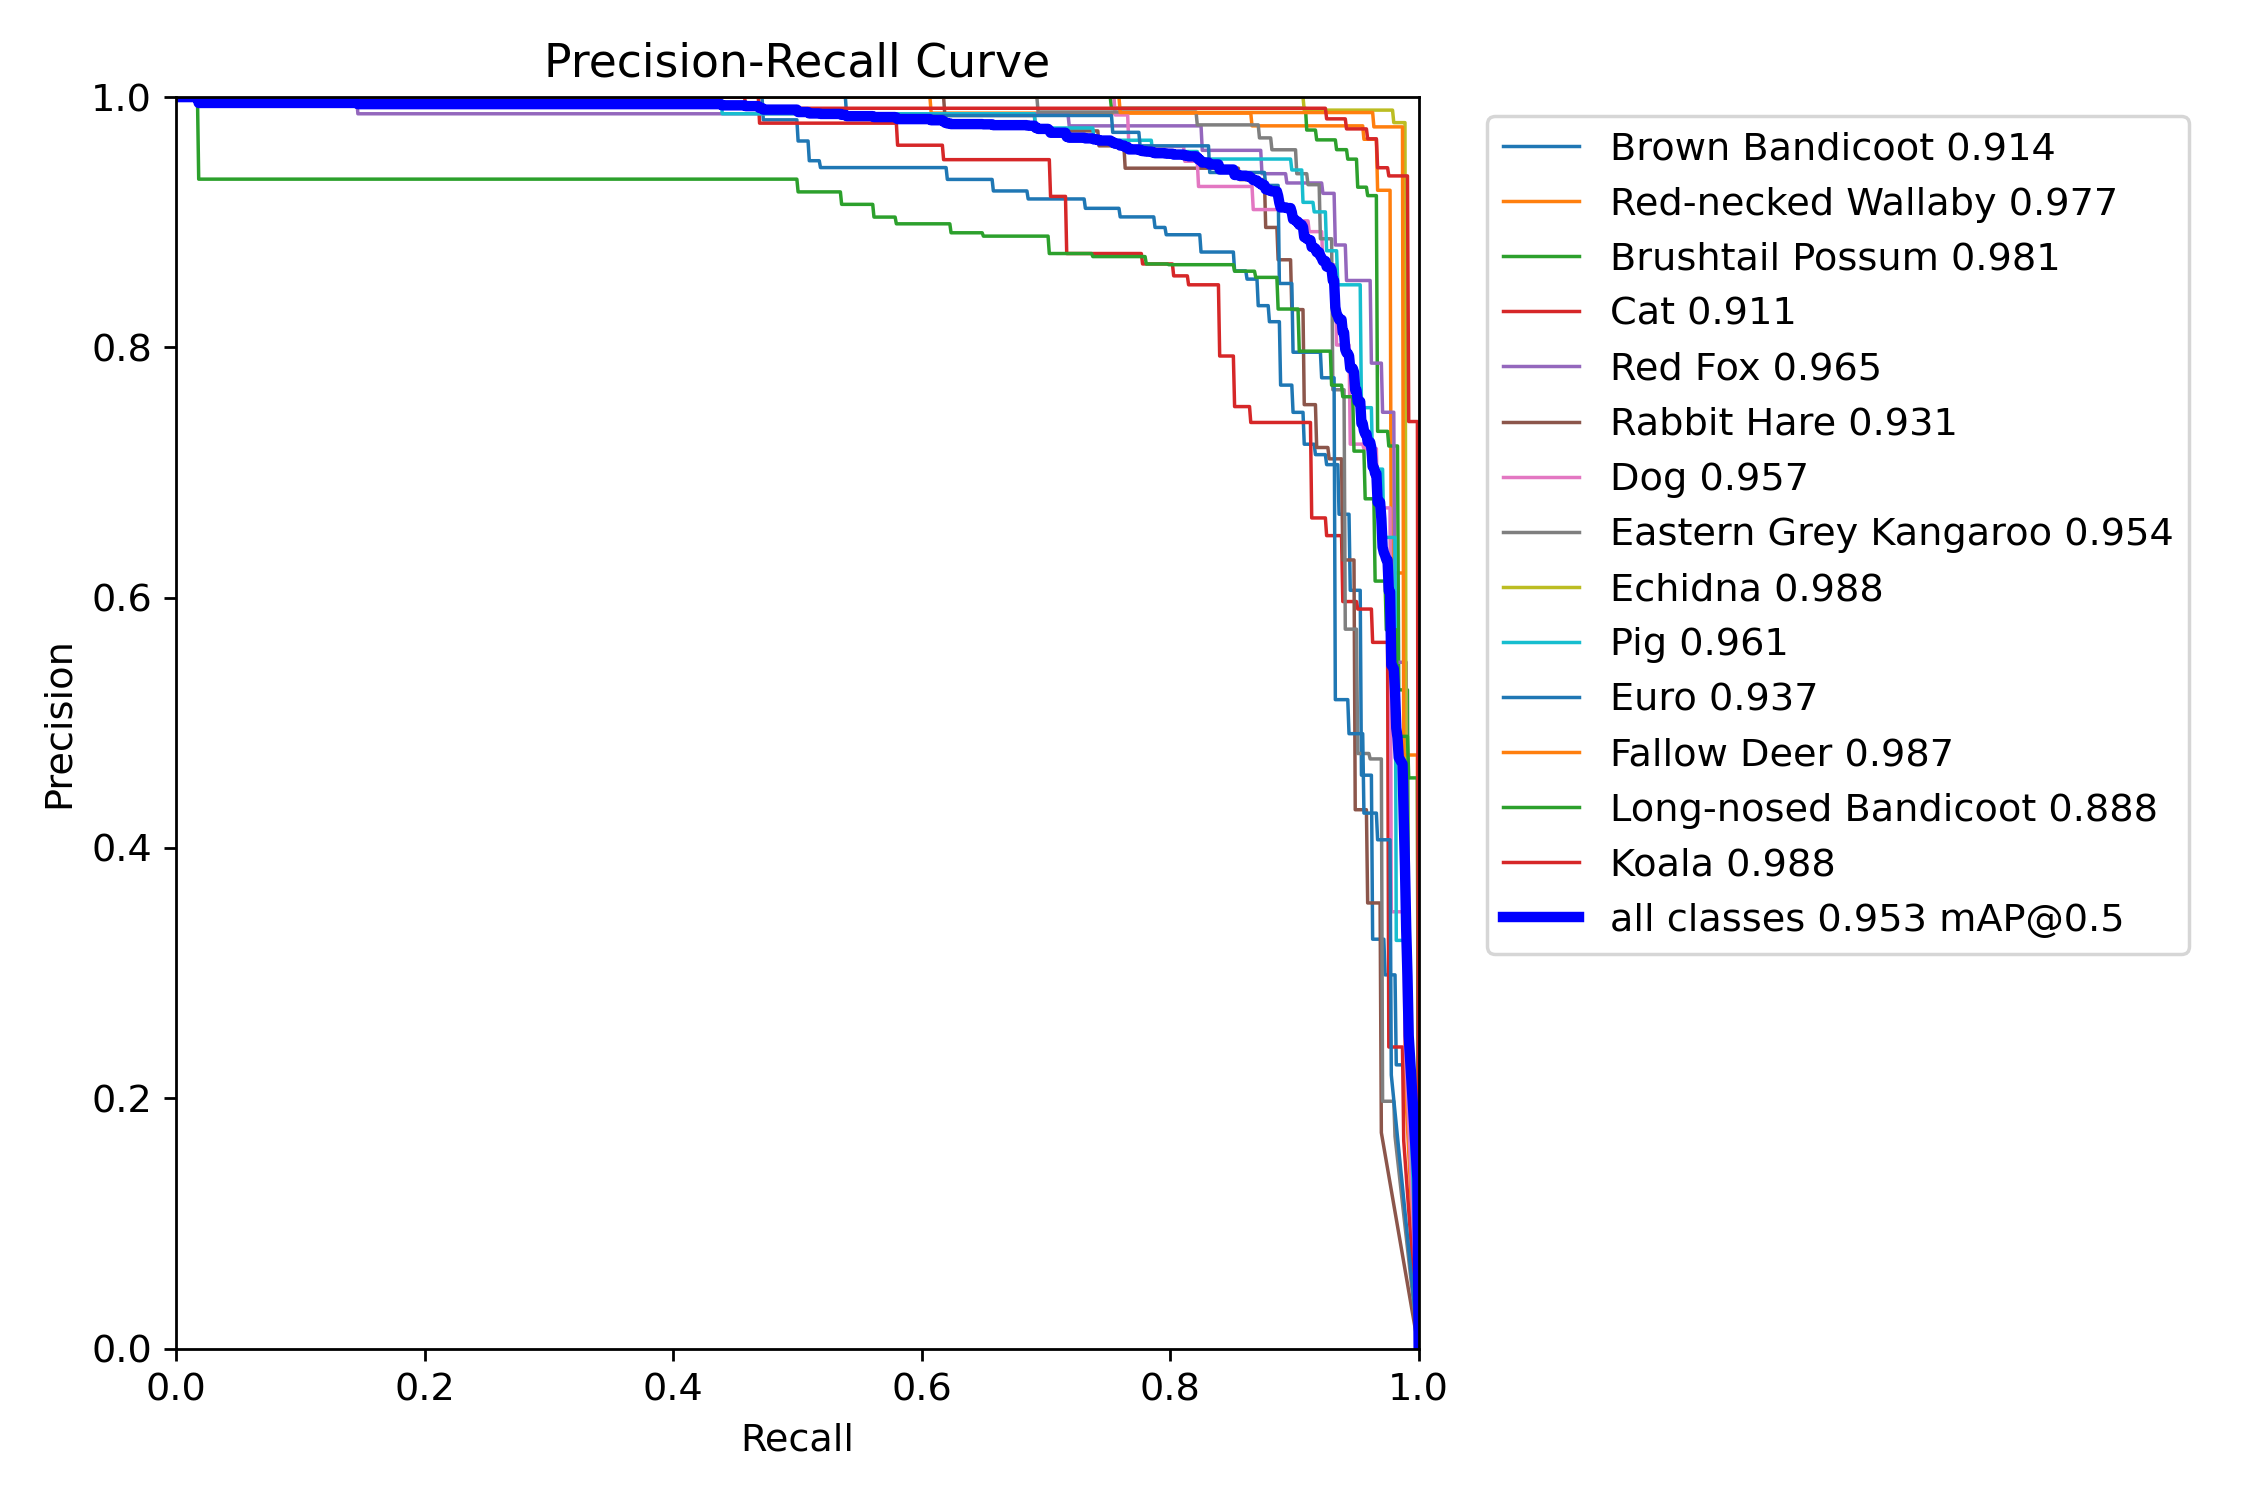 Precision-Recall Curve
1.0
0.8
0.6
0.4
0.2
0.0
Precision
0.0 0.2 0.4 0.6 0.8 1.0
Recall
Brown Bandicoot 0.914
Red-necked Wallaby 0.977
Brushtail Possum 0.981
Cat 0.911
Red Fox 0.965
Rabbit Hare 0.931
Dog 0.957
Eastern Grey Kangaroo 0.954
Echidna 0.988
Pig 0.961
Euro 0.937
Fallow Deer 0.987
Long-nosed Bandicoot 0.888
Koala 0.988
all classes 0.953 mAP@0.5